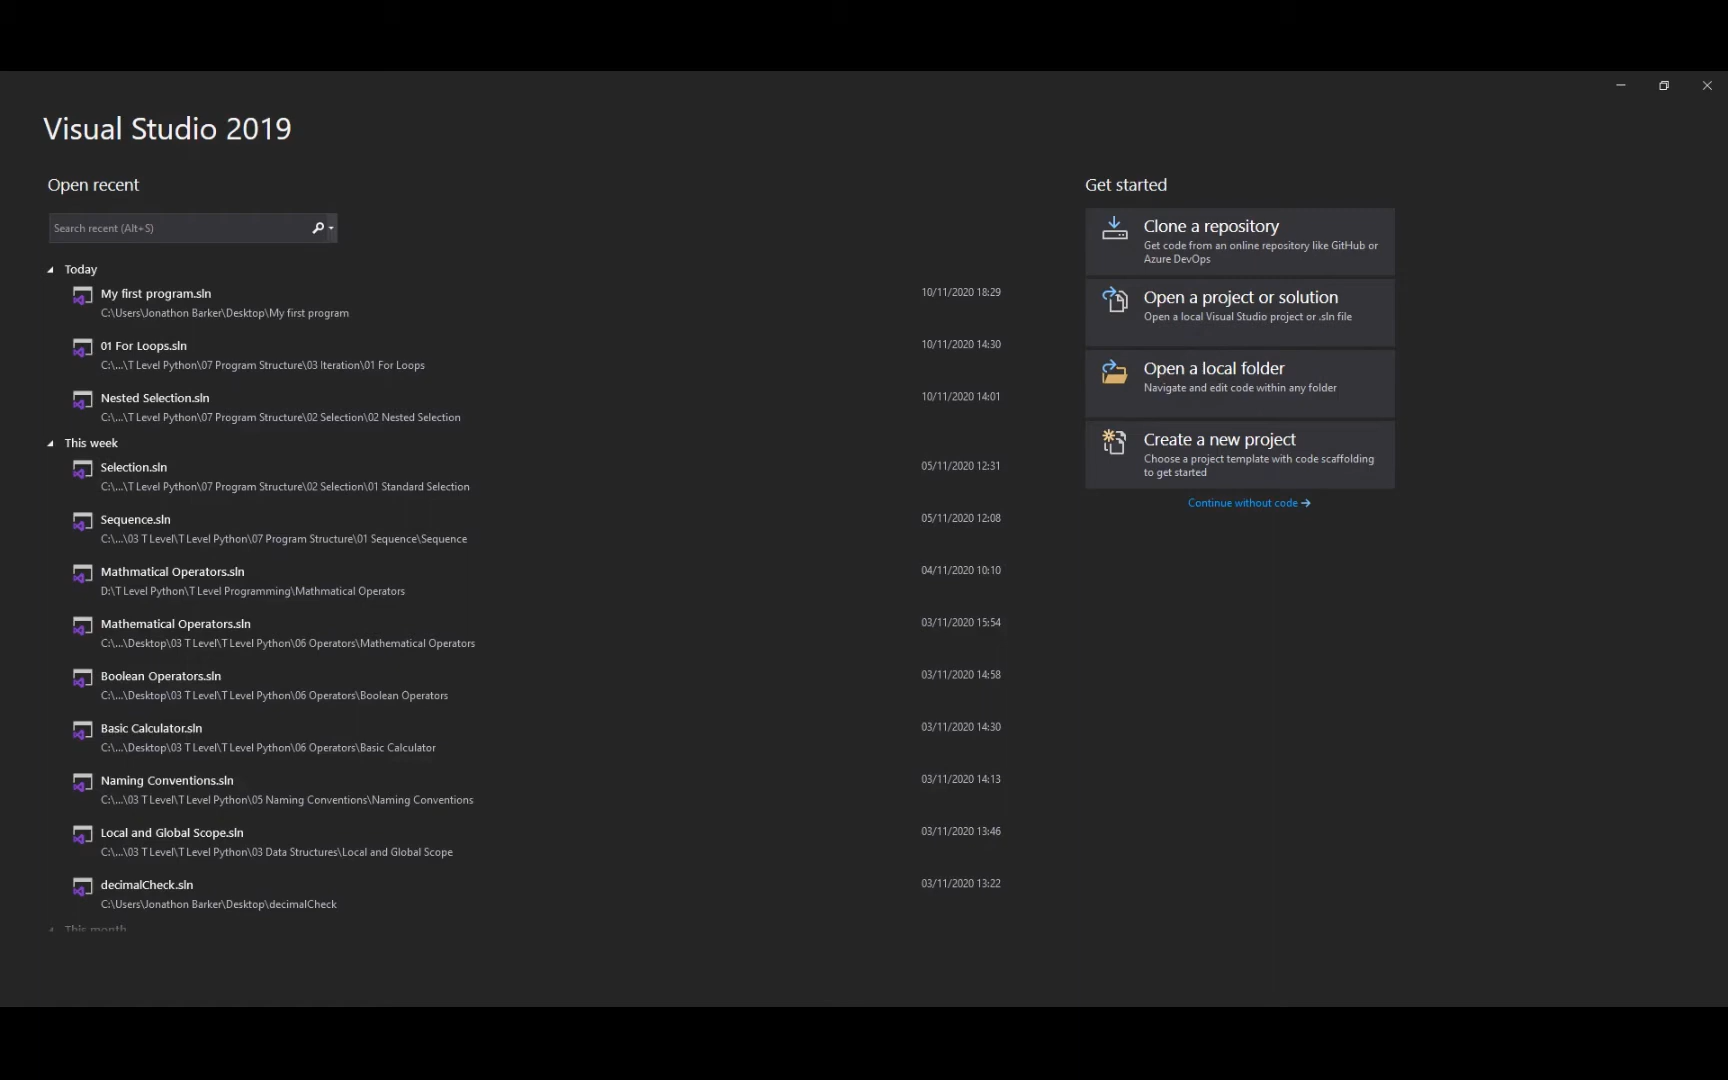 Visual Studio 2019
Open recent
Search recent (Alt+S)
Today
My first program.sln
10/11/2020 18:29
C:\Users\Jonathon Barker\Desktop\My first program
01 For Loops.sln
10/11/2020 14:30
C:\...\T Level Python\07 Program Structure\03 Iteration\01 For Loops
Nested Selection.sln
10/11/2020 14:01
C:\...\T Level Python\07 Program Structure\02 Selection\02 Nested Selection
This week
Selection.sln
05/11/2020 12:31
C:\...\T Level Python\07 Program Structure\02 Selection\01 Standard Selection
Sequence.sln
05/11/2020 12:08
C:\...\03 T Level\T Level Python\07 Program Structure\01 Sequence\Sequence
Mathmatical Operators.sln
04/11/2020 10:10
D:\T Level Python\T Level Programming\Mathmatical Operators
Mathematical Operators.sln
03/11/2020 15:54
C:\...\Desktop\03 T Level\T Level Python\06 Operators\Mathematical Operators
Boolean Operators.sln
03/11/2020 14:58
C:\...\Desktop\03 T Level\T Level Python\06 Operators\Boolean Operators
Basic Calculator.sln
03/11/2020 14:30
C:\...\Desktop\03 T Level\T Level Python\06 Operators\Basic Calculator
Naming Conventions.sln
03/11/2020 14:13
C:\...\03 T Level\T Level Python\05 Naming Conventions\Naming Conventions
Local and Global Scope.sln
03/11/2020 13:46
C:\...\03 T Level\T Level Python\03 Data Structures\Local and Global Scope
decimalCheck.sln
03/11/2020 13:22
C:\Users\Jonathon Barker\Desktop\decimalCheck
This month
Get started
Clone a repository
Get code from an online repository like GitHub or
Azure DevOps
Open a project or solution
Open a local Visual Studio project or .sln file
Open a local folder
Navigate and edit code within any folder
Create a new project
Choose a project template with code scaffolding
to get started
Continue without code →